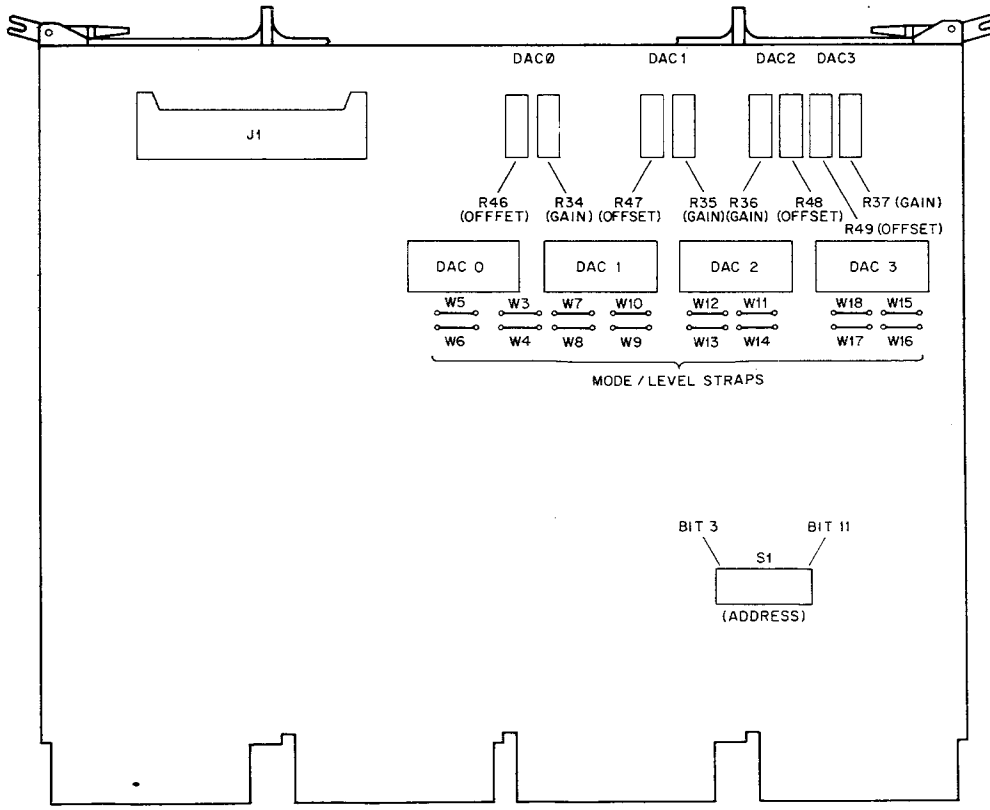 DACØ DAC1 DAC2 DAC3
J1
R46 R34 R47 R35 R36 R48 R37 (GAIN)
(OFFFET) (GAIN) (OFFSET) (GAIN) (GAIN) (OFFSET) R49 (OFFSET)
DAC 0 DAC 1 DAC 2 DAC 3
W5 W3 W7 W10 W12 W11 W18 W15
W6 W4 W8 W9 W13 W14 W17 W16
MODE / LEVEL STRAPS
BIT 3 BIT 11
S1
(ADDRESS)